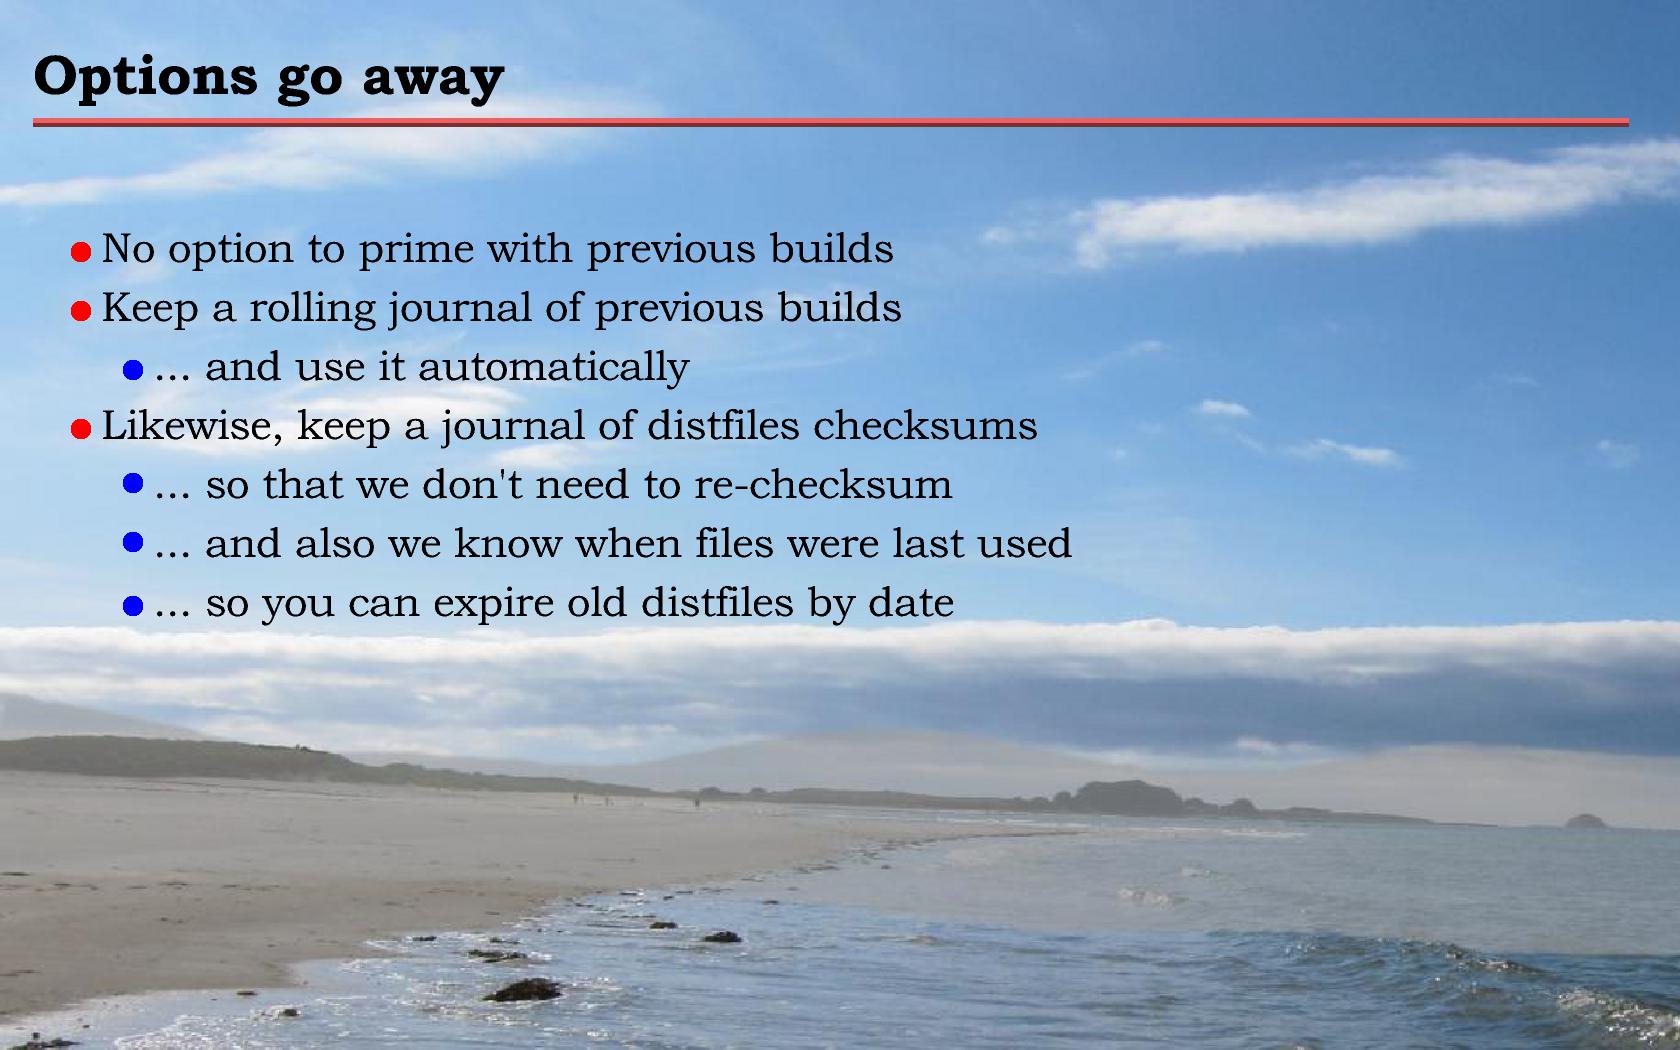 Options go away
No option to prime with previous builds
Keep a rolling journal of previous builds
... and use it automatically
Likewise, keep a journal of distfiles checksums
... so that we don't need to re-checksum
... and also we know when files were last used
... so you can expire old distfiles by date